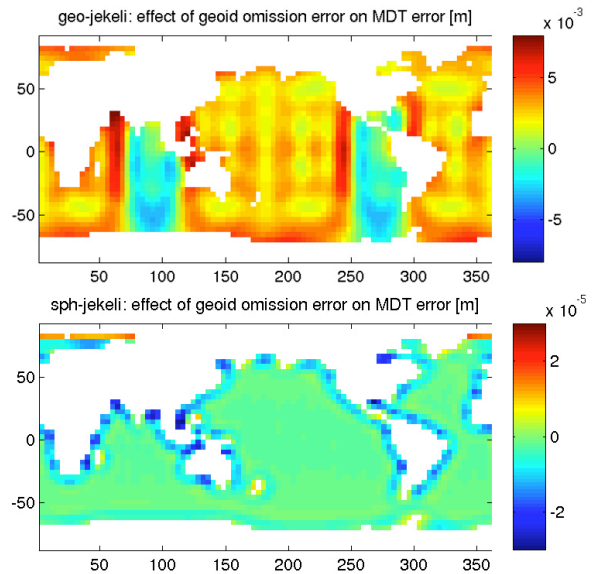 geo-jekeli: effect of geoid omission error on MDT error [m]
x 10⁻³
50
0
-50
5
0
-5
50 100 150 200 250 300 350
sph-jekeli: effect of geoid omission error on MDT error [m]
x 10⁻⁵
50
0
-50
2
0
-2
50 100 150 200 250 300 350